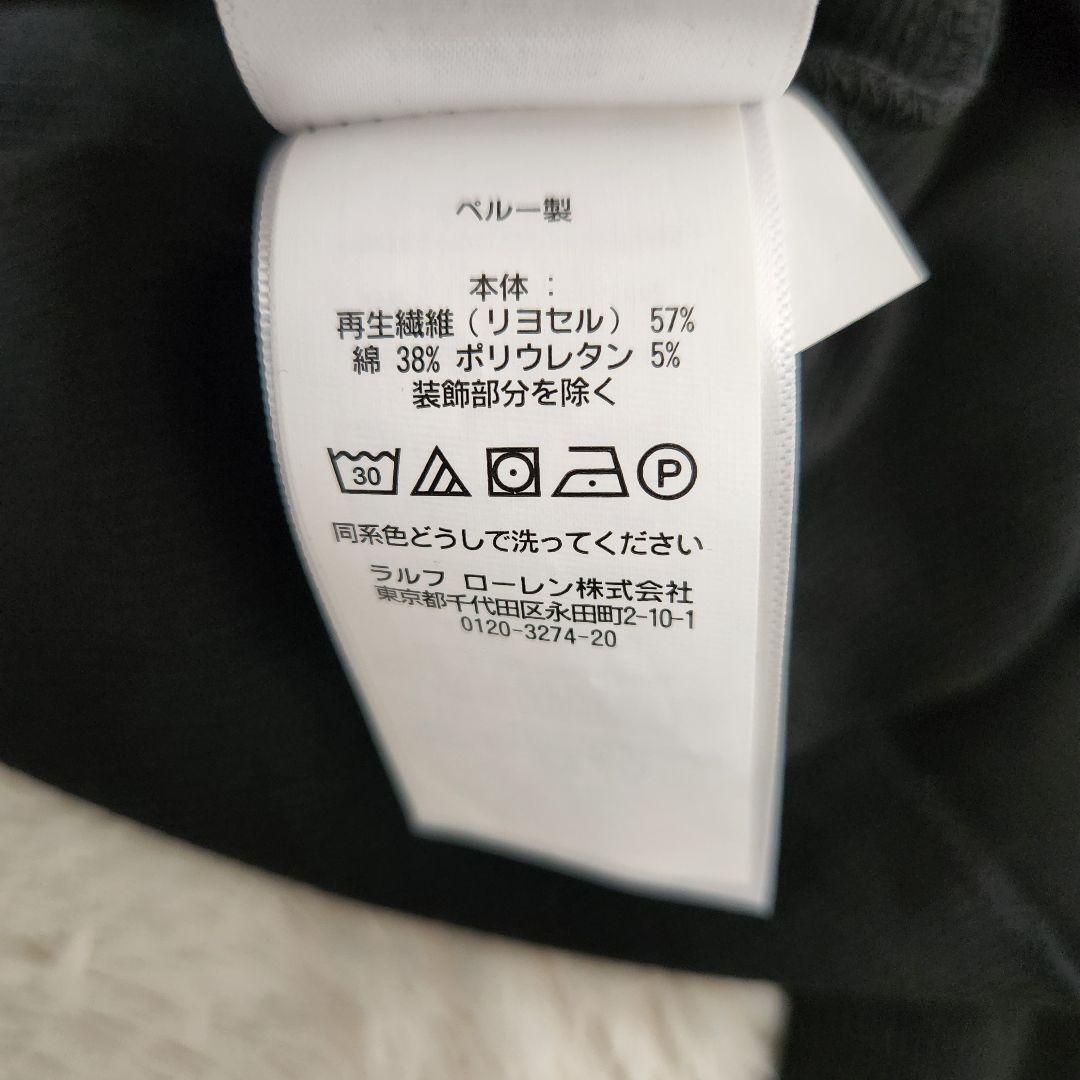 ペルー製
本体 :
再生繊維 (リヨセル) 57%
綿 38% ポリウレタン 5%
装飾部分を除く
30 P
同系色どうしで洗ってください
ラルフ ローレン株式会社
東京都千代田区永田町2-10-1
0120-3274-20